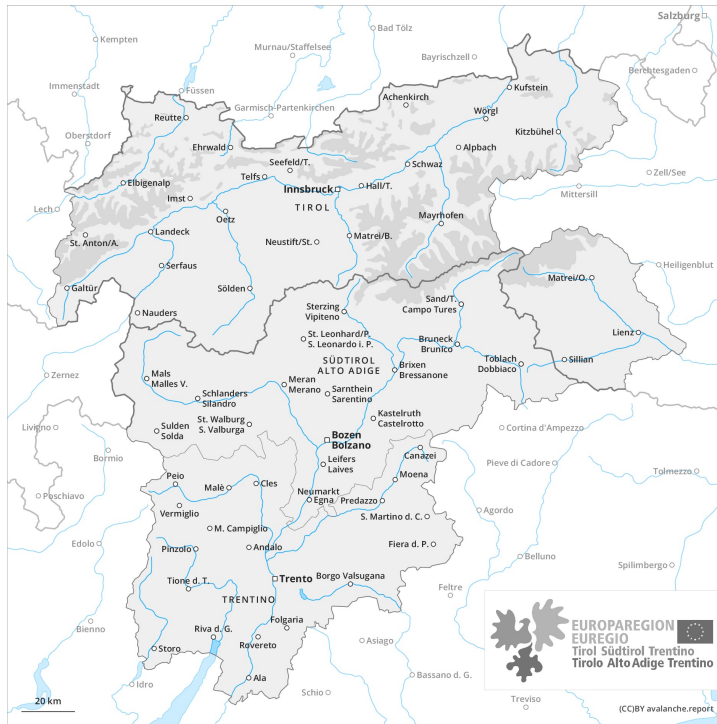 Salzburg
Bad Tölz
Kempten
Murnau/Staffelsee
Bayrischzell
Berchtesgaden
Immenstadt
Füssen
Kufstein
Achenkirch
Garmisch-Partenkirchen
Wörgl
Reutte
Oberstdorf
Kitzbühel
Ehrwald
Alpbach
Seefeld/T.
Schwaz
Zell/See
Telfs
Elbigenalp
Innsbruck
Hall/T.
Mittersill
Imst
TIROL
Lech
Oetz
Mayrhofen
Landeck
Matrei/B.
St. Anton/A.
Neustift/St.
Serfaus
Heiligenblut
Matrei/O.
Galtür
Sölden
Sand/T.
Campo Tures
Sterzing
Vipiteno
Nauders
St. Leonhard/P.
S. Leonardo i. P.
Lienz
Bruneck
Brunico
SÜDTIROL
ALTO ADIGE
Toblach
Dobbiaco
Sillian
Brixen
Bressanone
Zernez
Mals
Malles V.
Meran
Merano
Sarnthein
Sarentino
Schlanders
Silandro
Kastelruth
Castelrotto
St. Walburg
S. Valburga
Livigno
Sulden
Solda
Cortina d'Ampezzo
Bozen
Bolzano
Bormio
Canazei
Leifers
Laives
Pieve di Cadore
Tolmezzo
Peio
Moena
Malè
Cles
Neumarkt
Egna
Predazzo
Poschiavo
Vermiglio
Agordo
S. Martino d. C.
M. Campiglio
Edolo
Pinzolo
Andalo
Fiera d. P.
Belluno
Spilimbergo
Tione d. T.
Trento
Borgo Valsugana
Feltre
TRENTINO
Folgaria
Bienno
Riva d. G.
Rovereto
Asiago
Storo
EUROPAREGION
EUREGIO
Tirol Südtirol Trentino
Tirolo Alto Adige Trentino
Ala
Bassano d. G.
Idro
Schio
Treviso
20 km
(CC)BY avalanche.report